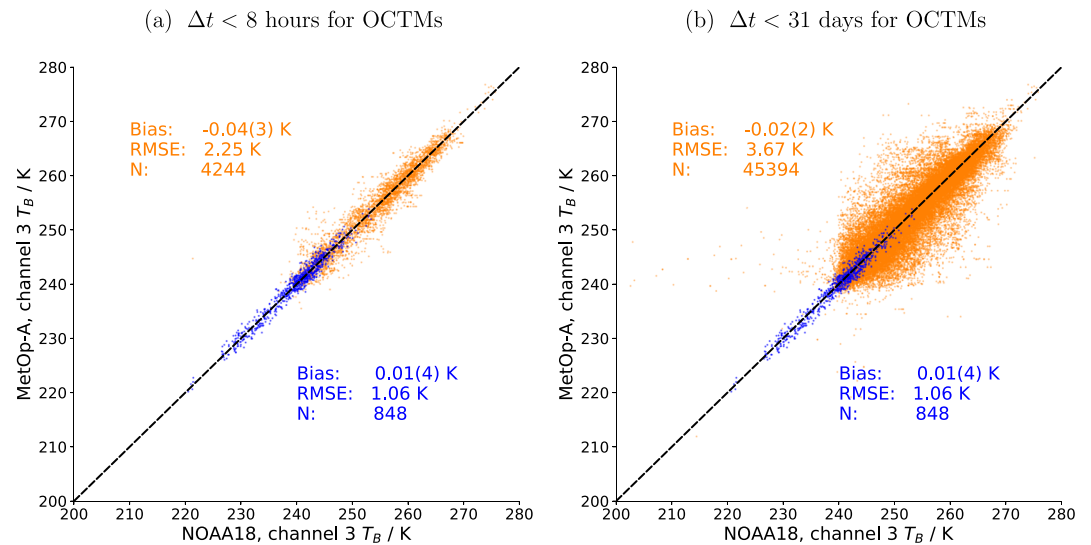 (a) Δt < 8 hours for OCTMs
280
270
260
250
240
230
220
210
200
MetOp-A, channel 3 T_B / K
Bias: -0.04(3) K
RMSE: 2.25 K
N: 4244
Bias: 0.01(4) K
RMSE: 1.06 K
N: 848
200 210 220 230 240 250 260 270 280
NOAA18, channel 3 T_B / K
(b) Δt < 31 days for OCTMs
280
270
260
250
240
230
220
210
200
MetOp-A, channel 3 T_B / K
Bias: -0.02(2) K
RMSE: 3.67 K
N: 45394
Bias: 0.01(4) K
RMSE: 1.06 K
N: 848
200 210 220 230 240 250 260 270 280
NOAA18, channel 3 T_B / K